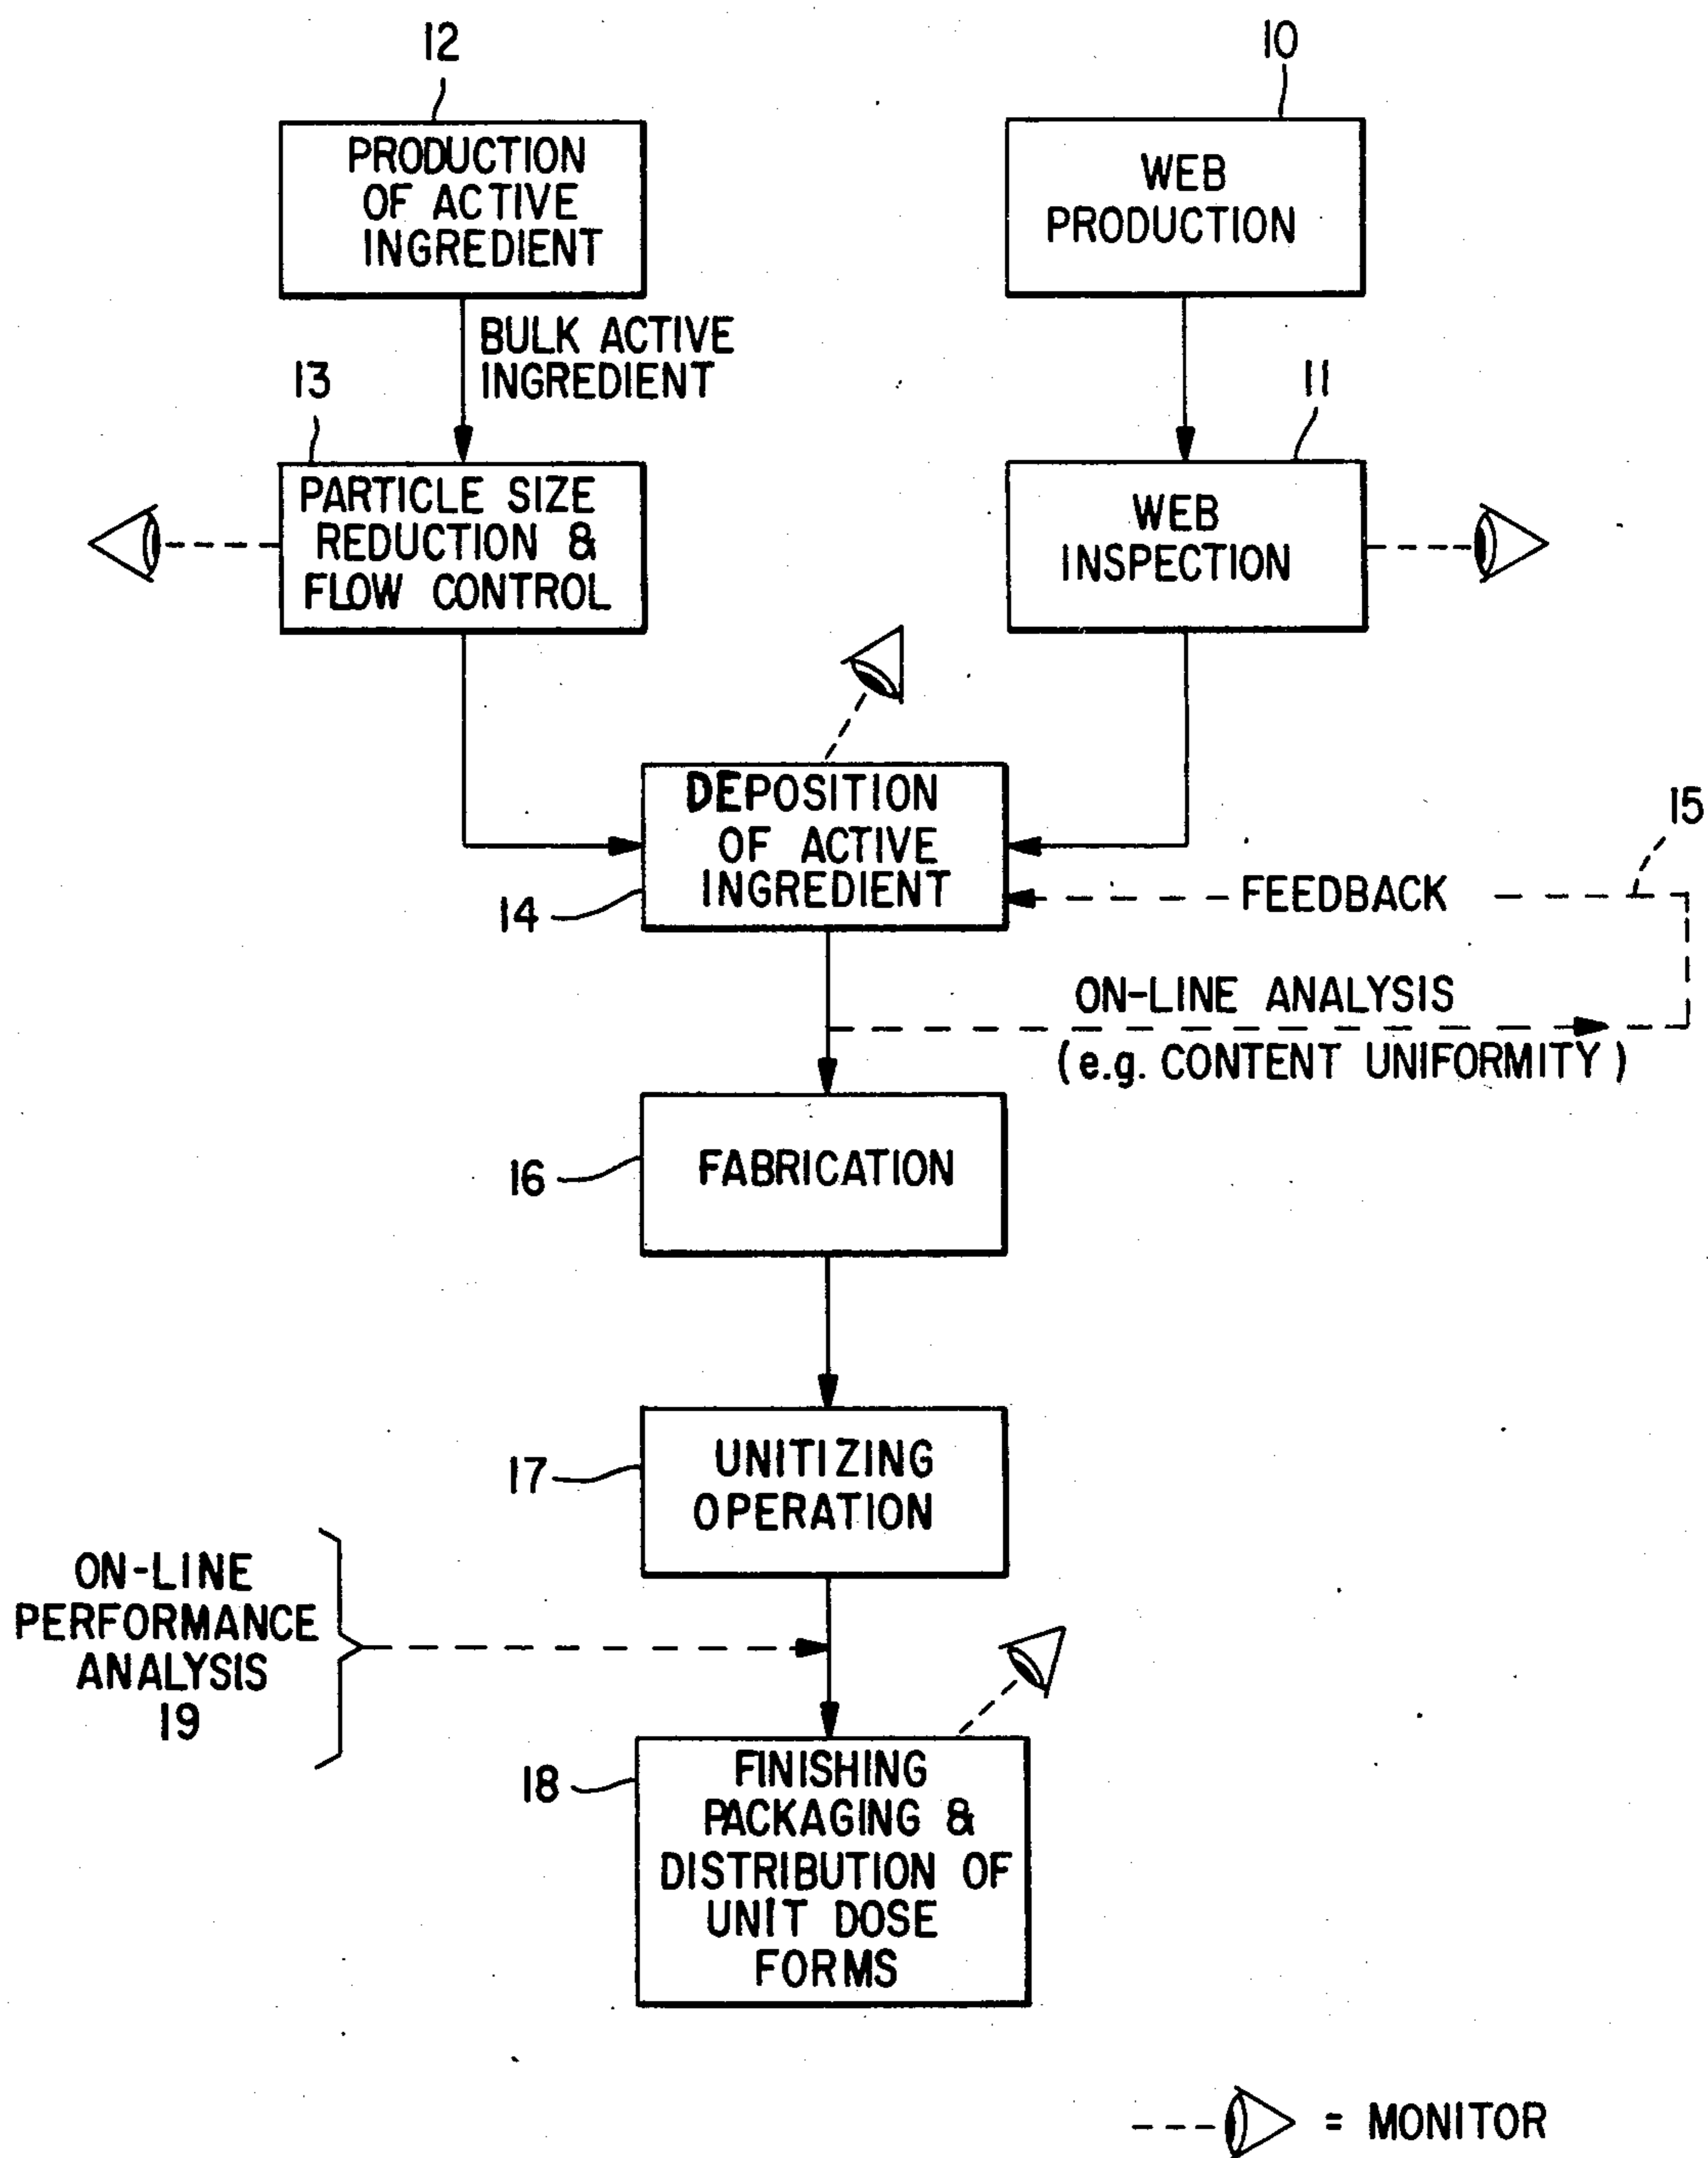 12
10
PRODUCTION
OF ACTIVE
INGREDIENT
WEB
PRODUCTION
BULK ACTIVE
INGREDIENT
13
11
PARTICLE SIZE
REDUCTION &
FLOW CONTROL
WEB
INSPECTION
DEPOSITION
OF ACTIVE
INGREDIENT
14
15
FEEDBACK
ON-LINE ANALYSIS
(e.g. CONTENT UNIFORMITY)
16
FABRICATION
17
UNITIZING
OPERATION
ON-LINE
PERFORMANCE
ANALYSIS
19
18
FINISHING
PACKAGING &
DISTRIBUTION OF
UNIT DOSE
FORMS
= MONITOR